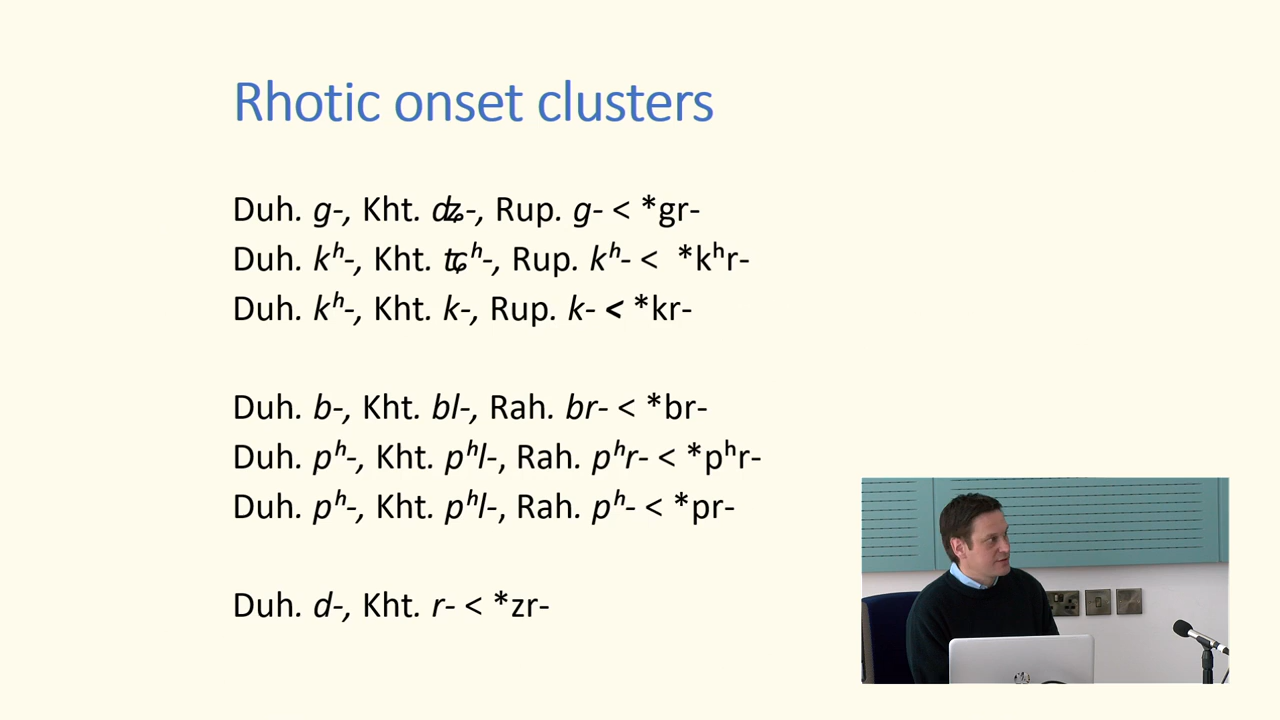 Rhotic onset clusters
Duh. g-, Kht. dʑ-, Rup. g- < *gr-
Duh. kʰ-, Kht. tɕʰ-, Rup. kʰ- < *kʰr-
Duh. kʰ-, Kht. k-, Rup. k- < *kr-
Duh. b-, Kht. bl-, Rah. br- < *br-
Duh. pʰ-, Kht. pʰl-, Rah. pʰr- < *pʰr-
Duh. pʰ-, Kht. pʰl-, Rah. pʰ- < *pr-
Duh. d-, Kht. r- < *zr-